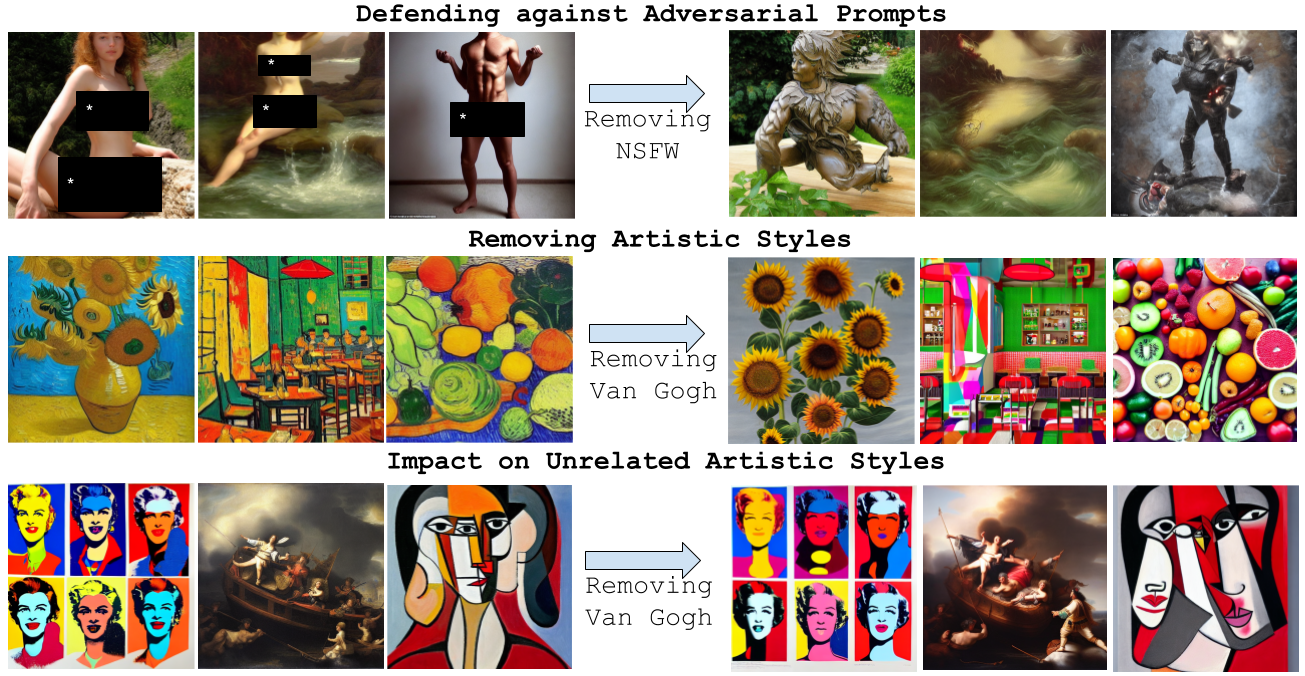 Defending against Adversarial Prompts
*
*
*
*
*
Removing
NSFW
Removing Artistic Styles
Removing
Van Gogh
Impact on Unrelated Artistic Styles
Removing
Van Gogh